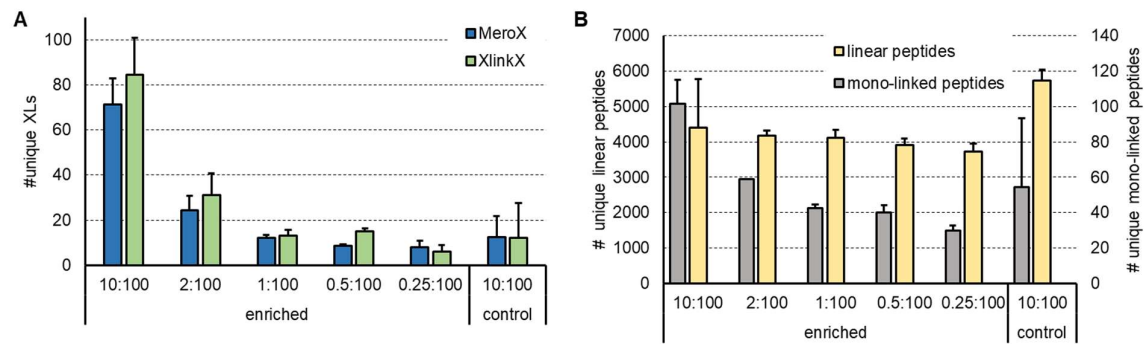 A
#unique XLs
100
80
60
40
20
0
MeroX
XlinkX
10:100 2:100 1:100 0.5:100 0.25:100 10:100
enriched control
B
# unique linear peptides
7000
6000
5000
4000
3000
2000
1000
0
linear peptides
mono-linked peptides
140
120
100
80
60
40
20
0
# unique mono-linked peptides
10:100 2:100 1:100 0.5:100 0.25:100 10:100
enriched control